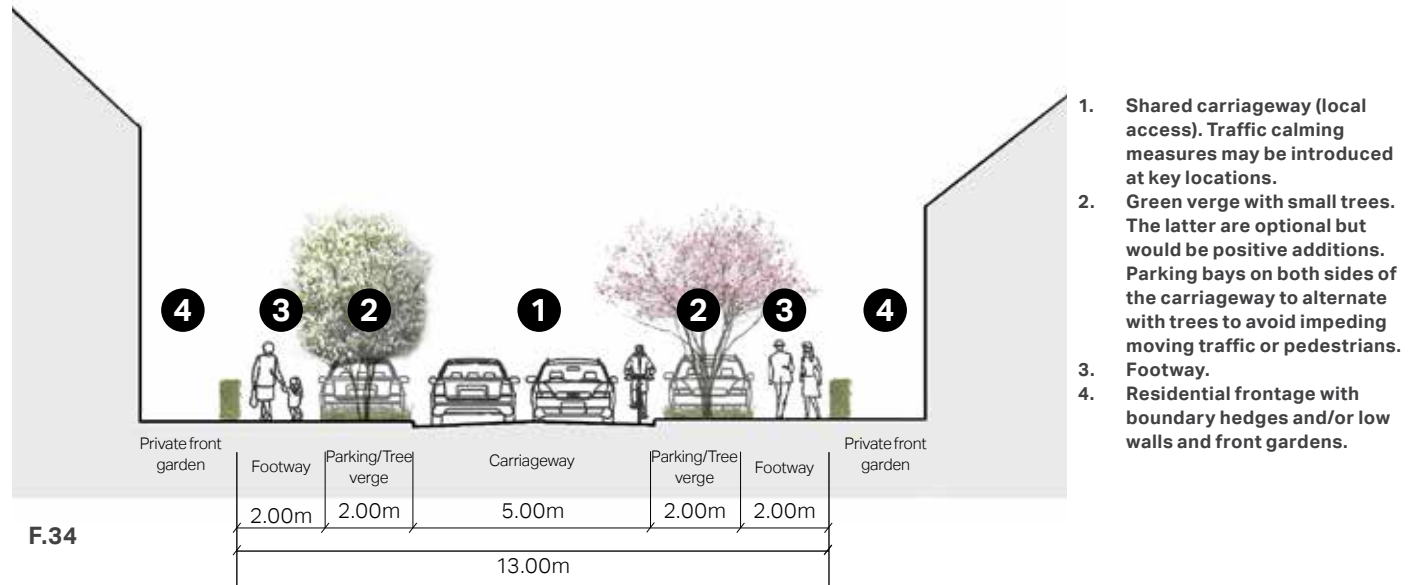 4 3 2 1 2 3 4
Private front
garden
Footway
Parking/Tree
verge
Carriageway
Parking/Tree
verge
Footway
Private front
garden
2.00m 2.00m 5.00m 2.00m 2.00m
13.00m
F.34
1. Shared carriageway (local
access). Traffic calming
measures may be introduced
at key locations.
2. Green verge with small trees.
The latter are optional but
would be positive additions.
Parking bays on both sides of
the carriageway to alternate
with trees to avoid impeding
moving traffic or pedestrians.
3. Footway.
4. Residential frontage with
boundary hedges and/or low
walls and front gardens.